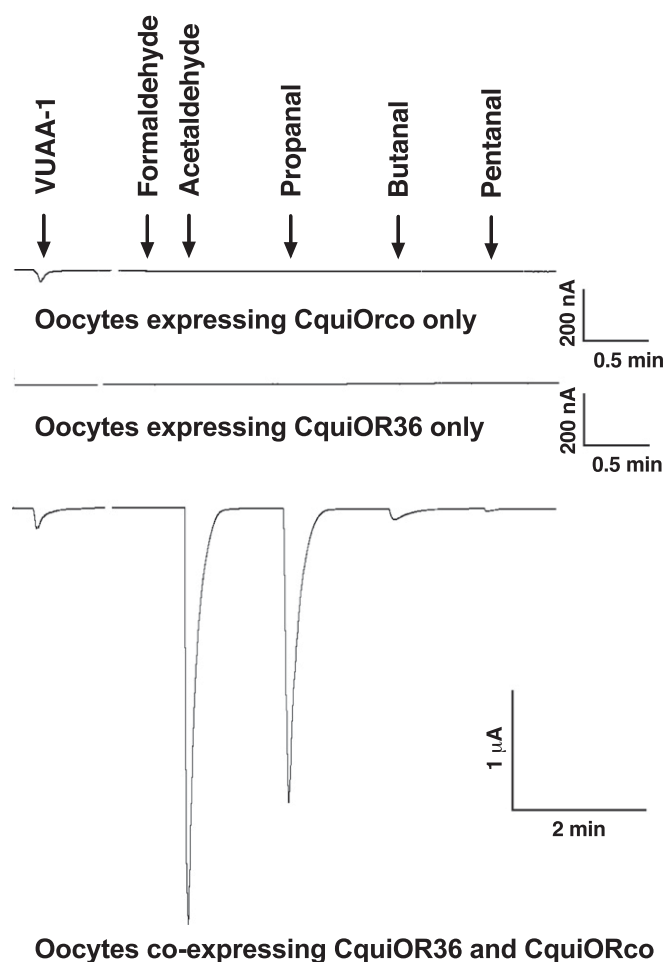 VUAA-1
Formaldehyde
Acetaldehyde
Propanal
Butanal
Pentanal
Oocytes expressing CquiOrco only
200 nA
0.5 min
Oocytes expressing CquiOR36 only
200 nA
0.5 min
1 μA
2 min
Oocytes co-expressing CquiOR36 and CquiORco